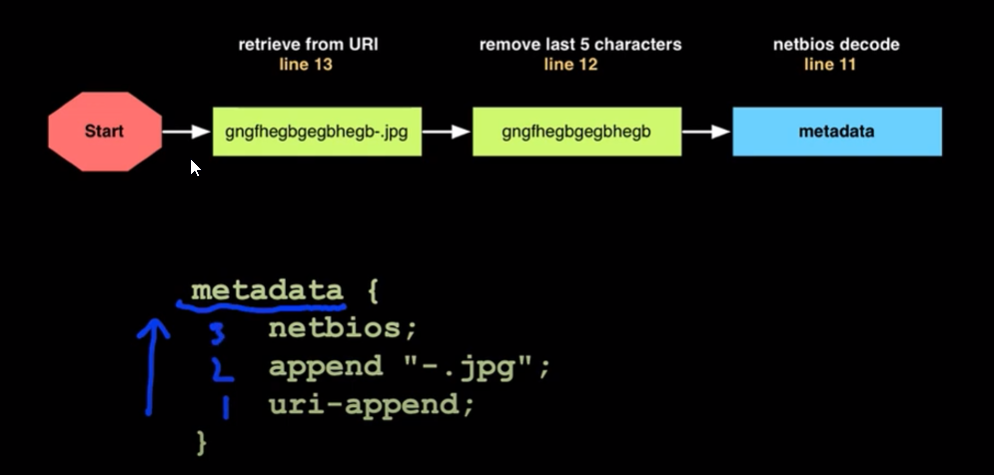 retrieve from URI
line 13
remove last 5 characters
line 12
netbios decode
line 11
Start
gngfhegbgegbhegb-.jpg
gngfhegbgegbhegb
metadata
metadata {
3 netbios;
2 append "-.jpg";
1 uri-append;
}